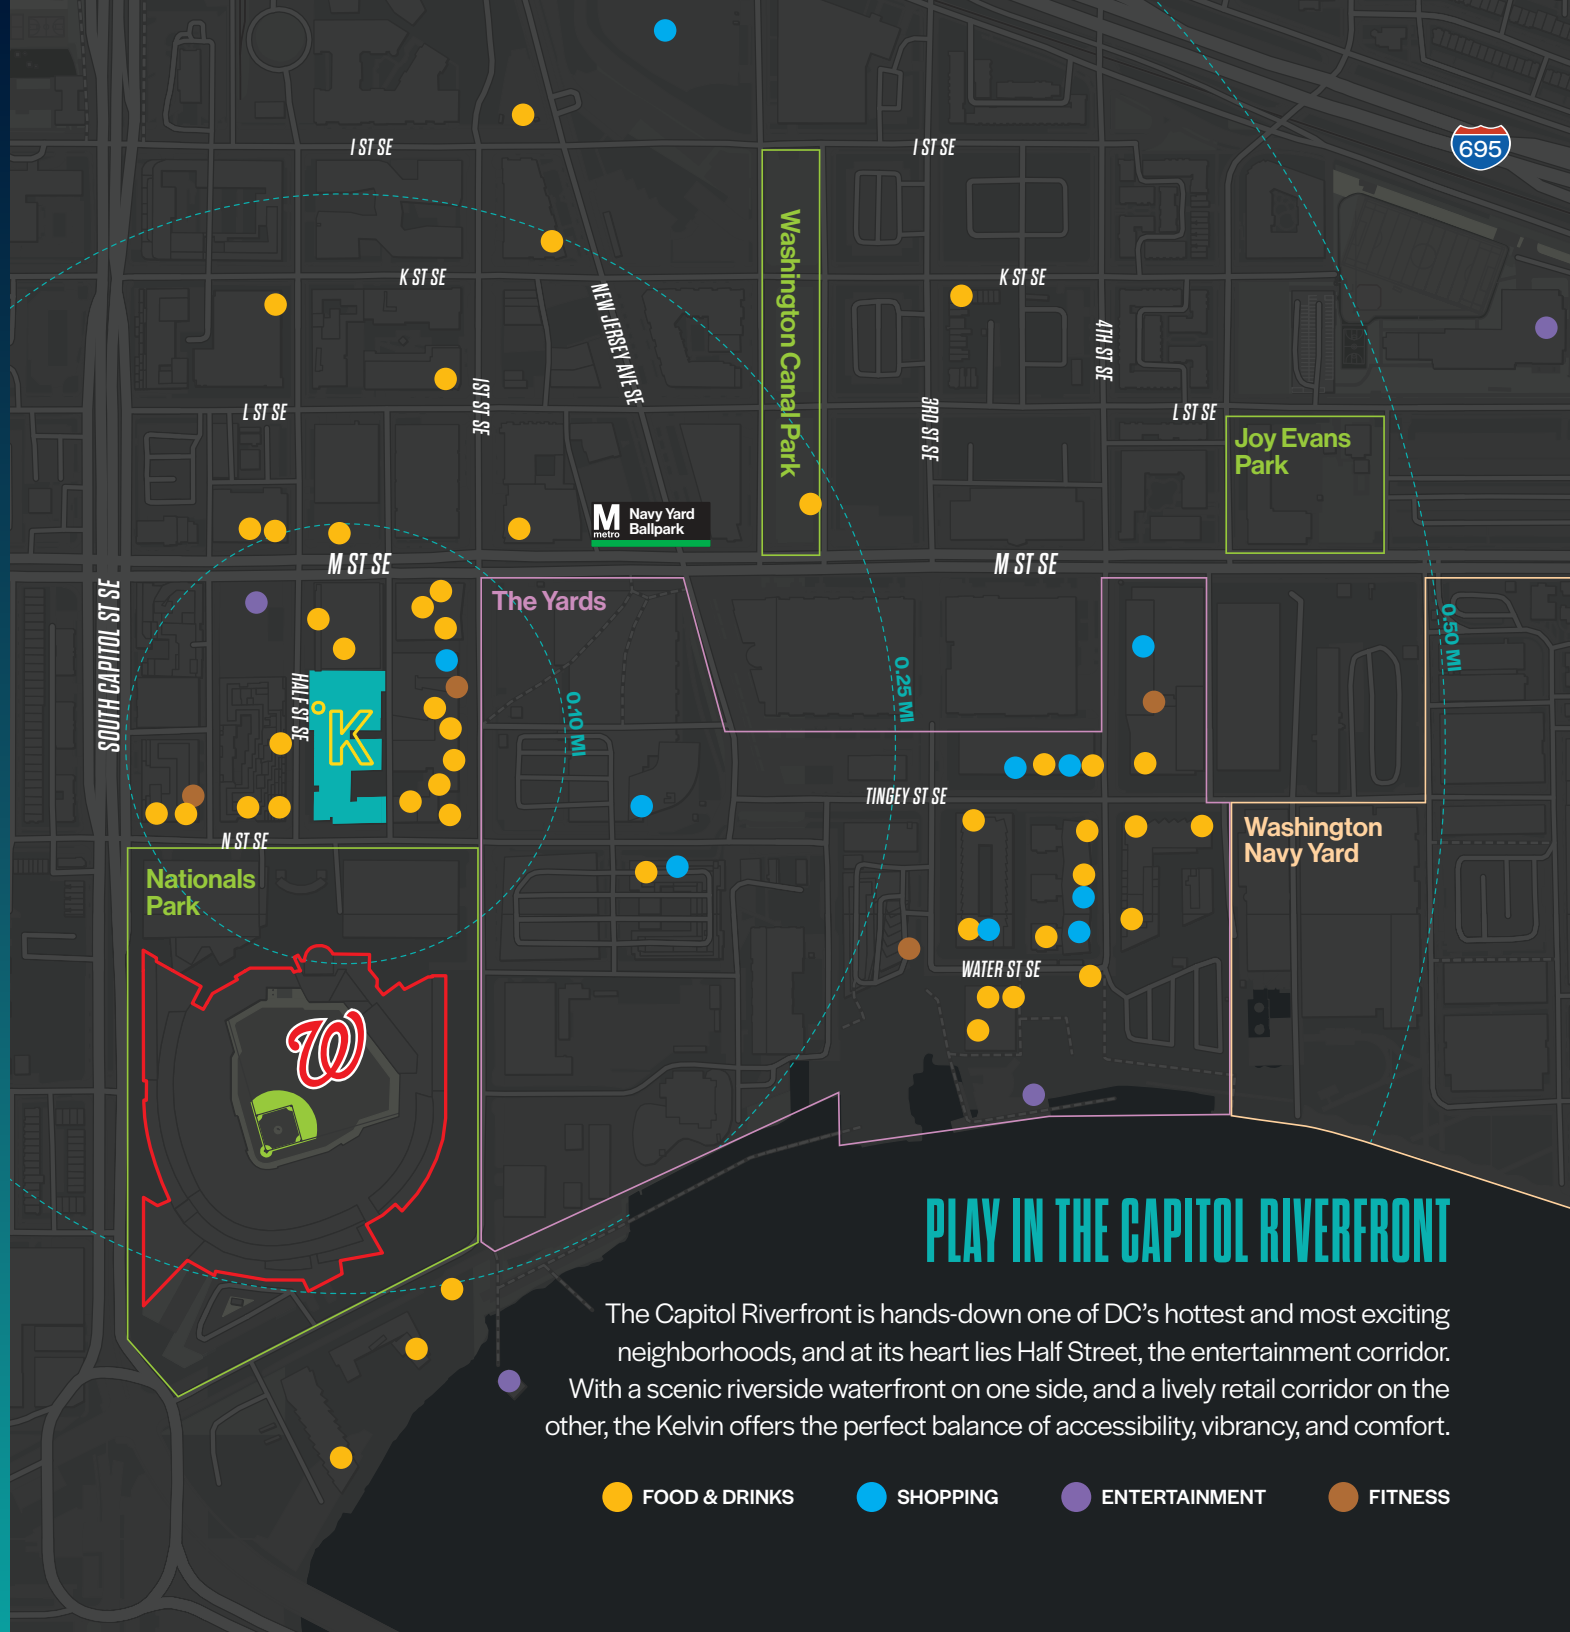 I ST SE
I ST SE
695
Washington Canal Park
K ST SE
K ST SE
NEW JERSEY AVE SE
4TH ST SE
1ST ST SE
3RD ST SE
L ST SE
L ST SE
Joy Evans
Park
M
metro
Navy Yard
Ballpark
M ST SE
M ST SE
SOUTH CAPITOL ST SE
The Yards
0.50 MI
0.25 MI
0.10 MI
HALF ST SE
°K
TINGEY ST SE
N ST SE
Washington
Navy Yard
Nationals
Park
WATER ST SE
W
PLAY IN THE CAPITOL RIVERFRONT
The Capitol Riverfront is hands-down one of DC’s hottest and most exciting
neighborhoods, and at its heart lies Half Street, the entertainment corridor.
With a scenic riverside waterfront on one side, and a lively retail corridor on the
other, the Kelvin offers the perfect balance of accessibility, vibrancy, and comfort.
FOOD & DRINKS
SHOPPING
ENTERTAINMENT
FITNESS